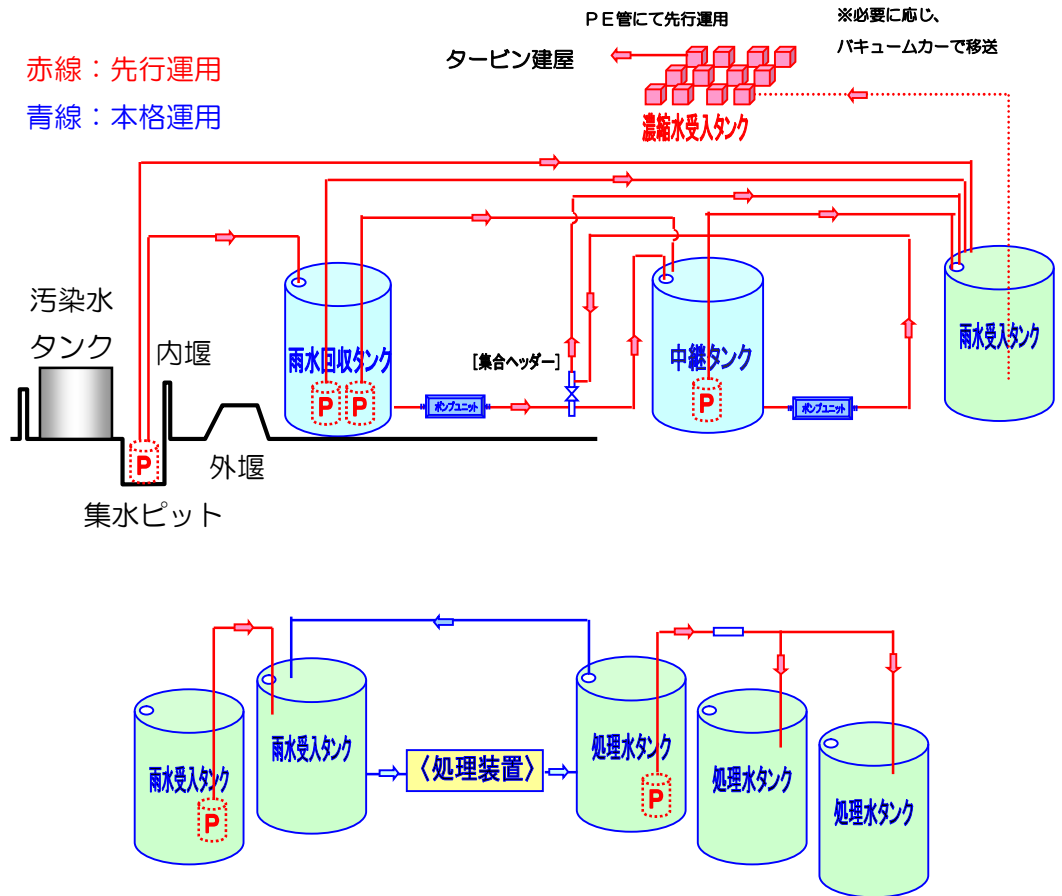 ＰＥ管にて先行運用
※必要に応じ、
バキュームカーで移送
タービン建屋
赤線：先行運用
青線：本格運用
濃縮水受入タンク
汚染水
タンク
内堰
外堰
集水ピット
P
雨水回収タンク
P
P
ポンプユニット
[集合ヘッダー]
中継タンク
P
ポンプユニット
雨水受入タンク
雨水受入タンク
P
雨水受入タンク
〈処理装置〉
処理水タンク
P
処理水タンク
処理水タンク